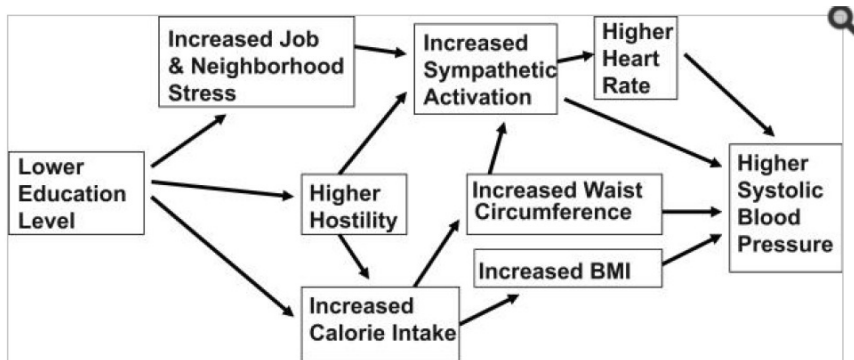 Increased Job
& Neighborhood
Stress
Increased
Sympathetic
Activation
Higher
Heart
Rate
Lower
Education
Level
Higher
Hostility
Increased Waist
Circumference
Higher
Systolic
Blood
Pressure
Increased BMI
Increased
Calorie Intake